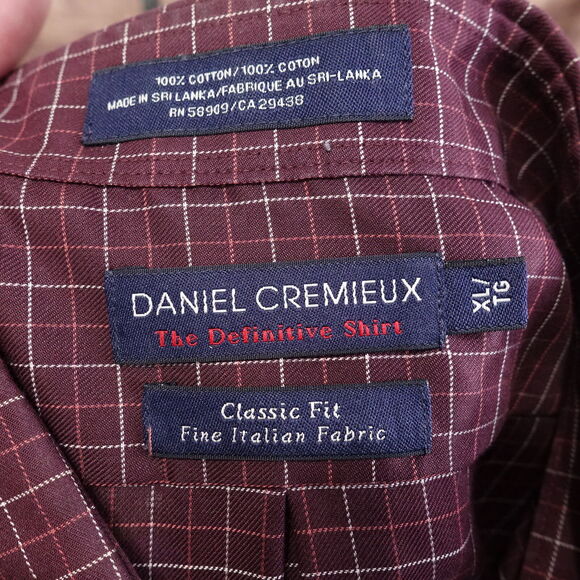 100% COTTON/100% COTON
MADE IN SRI LANKA/FABRIQUE AU SRI-LANKA
RN 58909/CA 29438
DANIEL CREMIEUX
The Definitive Shirt
XL/
TG
Classic Fit
Fine Italian Fabric